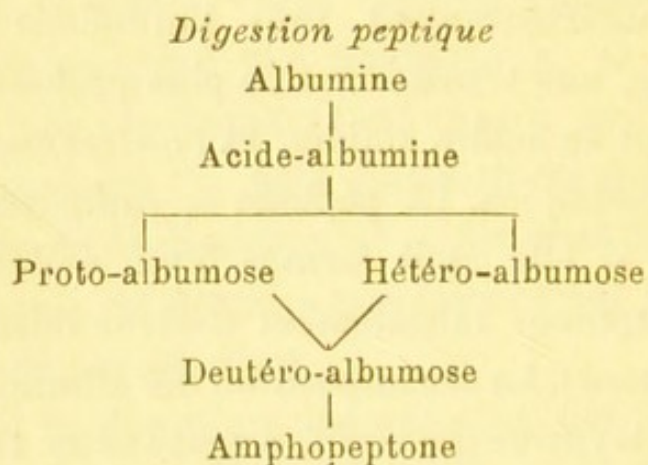 Digestion peptique
Albumine
Acide-albumine
Proto-albumose Hétéro-albumose
Deutéro-albumose
Amphopeptone